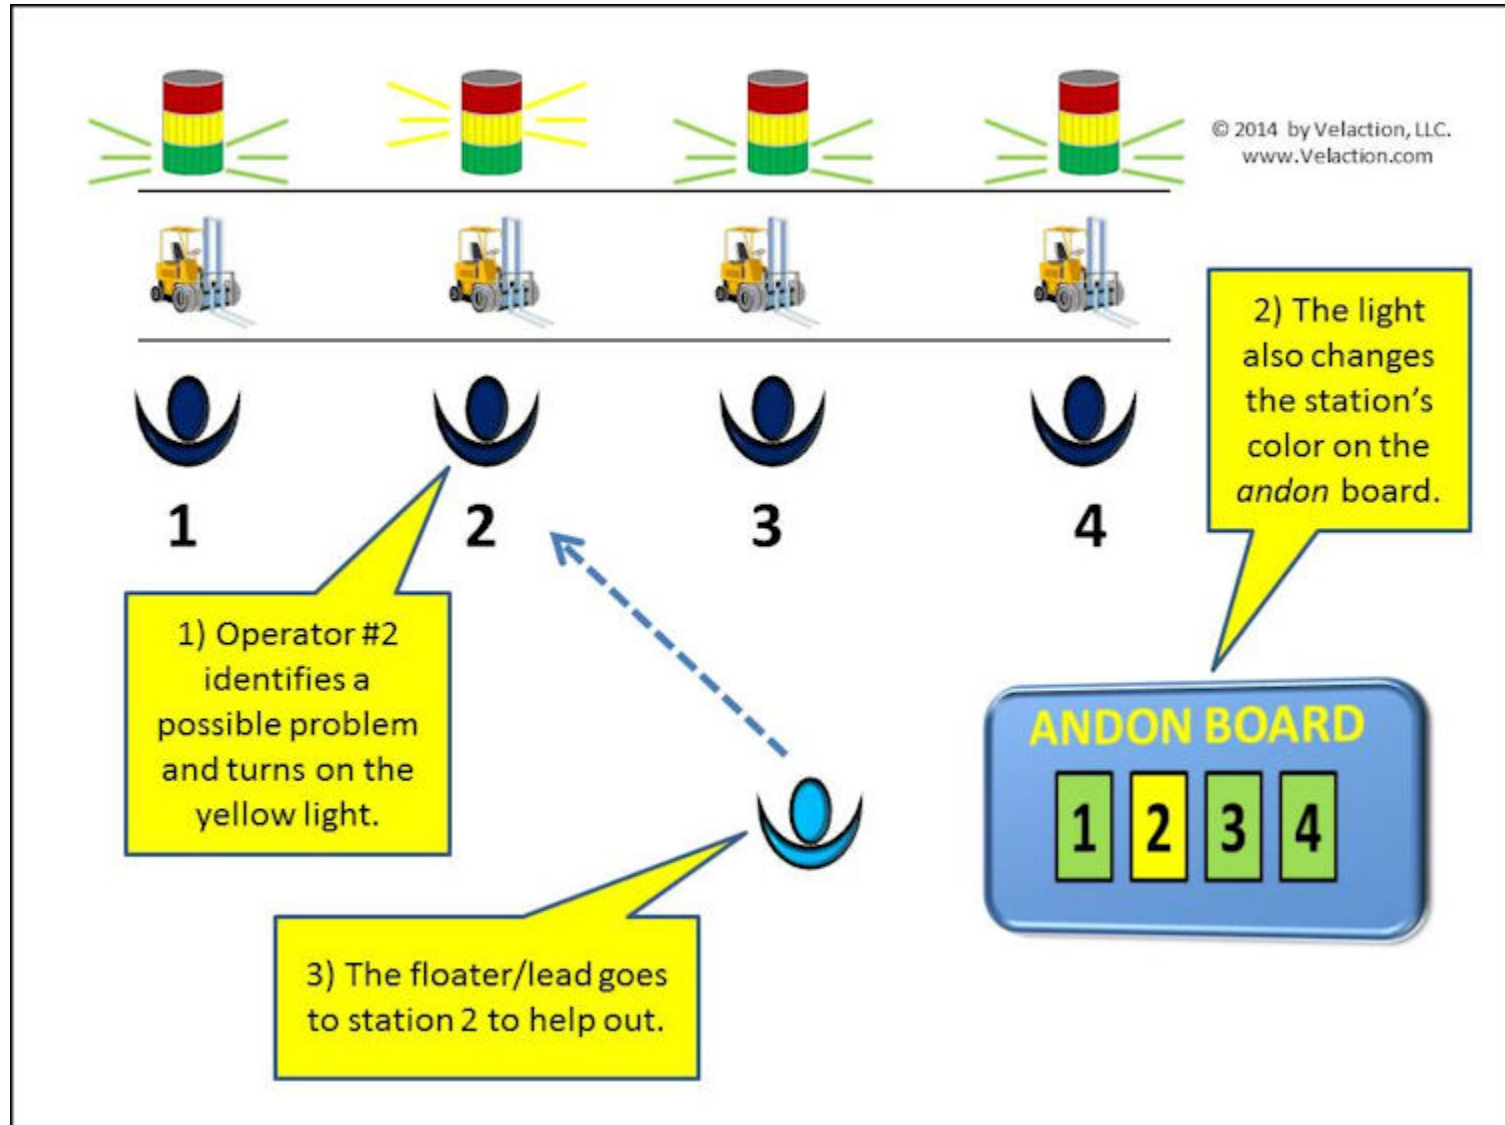 © 2014 by Velaction, LLC.
www.Velaction.com
2) The light
also changes
the station's
color on the
andon board.
1
2
3
4
1) Operator #2
identifies a
possible problem
and turns on the
yellow light.
ANDON BOARD
1 2 3 4
3) The floater/lead goes
to station 2 to help out.